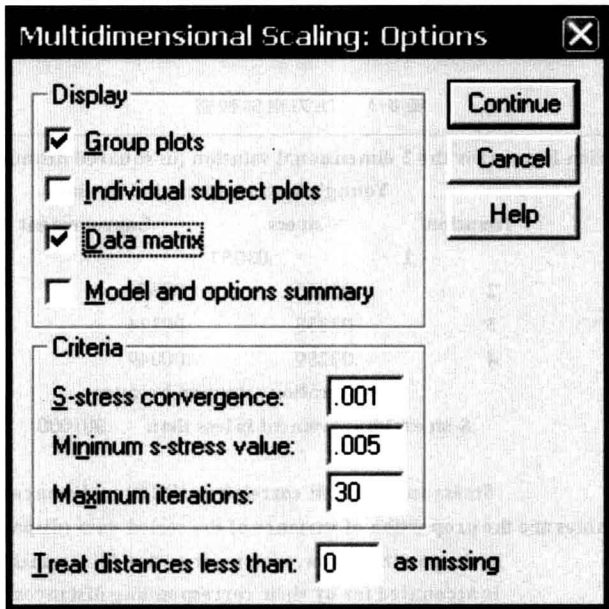 Multidimensional Scaling: Options
Display
Group plots
Individual subject plots
Data matrix
Model and options summary
Continue
Cancel
Help
Criteria
S-stress convergence: .001
Minimum s-stress value: .005
Maximum iterations: 30
Treat distances less than: 0 as missing